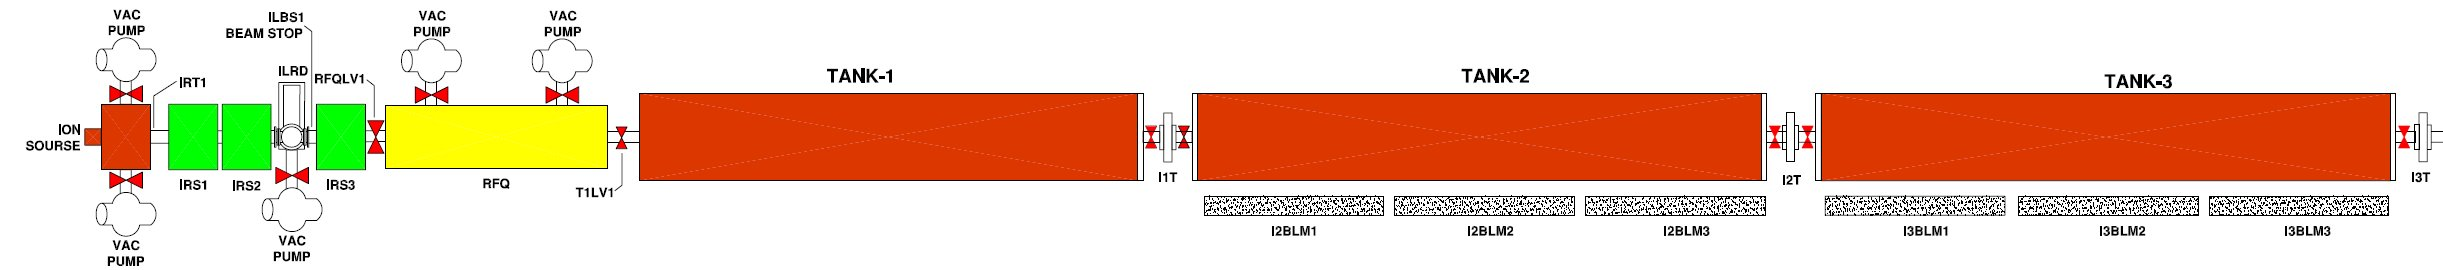 VAC
PUMP
ILBS1
BEAM STOP
VAC
PUMP
VAC
PUMP
IRT1
ILRD
RFQLV1
TANK-1
TANK-2
TANK-3
ION
SOURSE
IRS1
IRS2
IRS3
RFQ
T1LV1
I1T
I2T
I3T
VAC
PUMP
VAC
PUMP
I2BLM1
I2BLM2
I2BLM3
I3BLM1
I3BLM2
I3BLM3